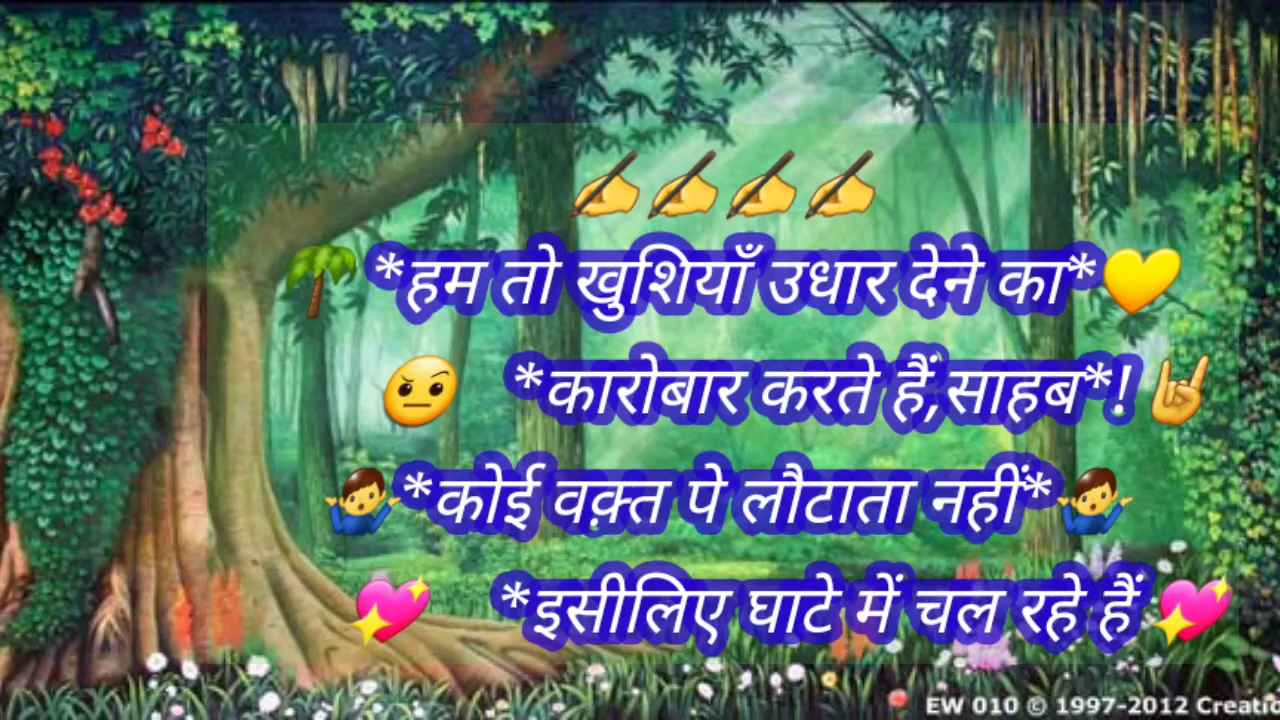 ✍✍✍✍
🌴*हम तो खुशियाँ उधार देने का*💛
🤨 *कारोबार करते हैं,साहब*!🤘
🤷‍♂️*कोई वक़्त पे लौटाता नहीं*🤷‍♂️
💖 *इसीलिए घाटे में चल रहे हैं 💖
EW 010 © 1997-2012 Creatio